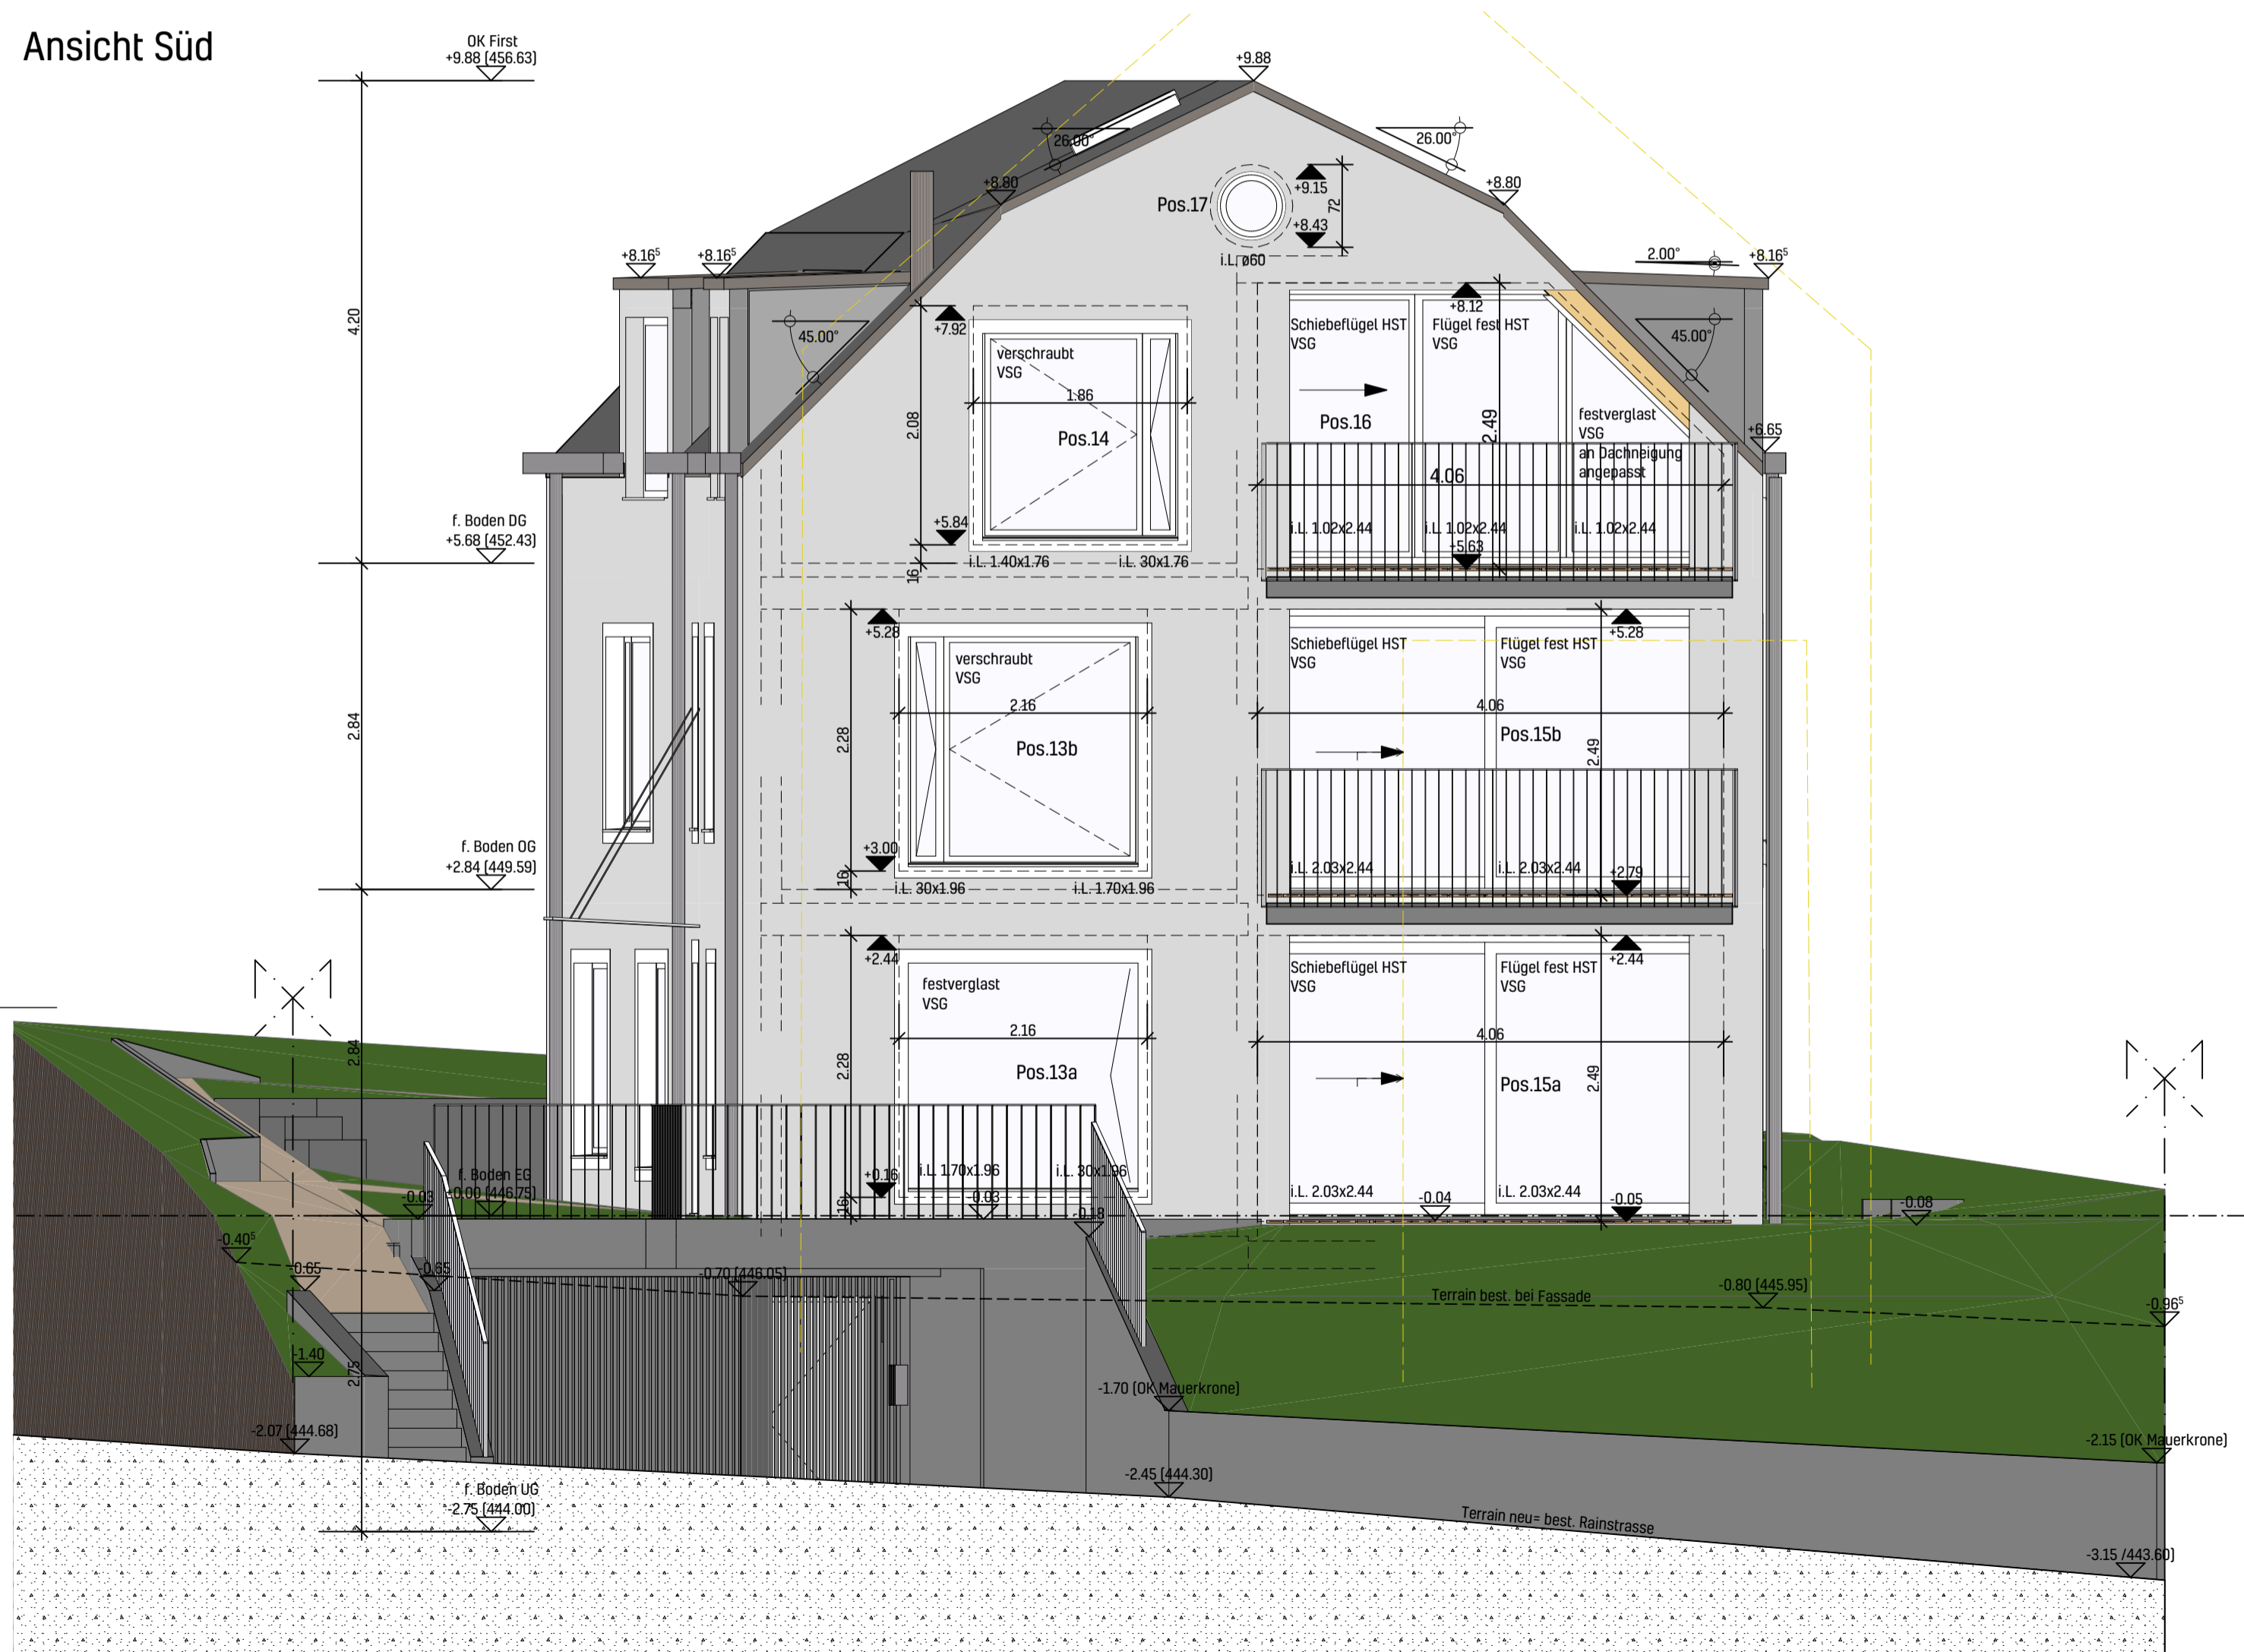 Ansicht Süd
OK First
+9.88 (456.63)
+9.88
26.00°
26.00°
+8.80
+8.80
Pos.17
+9.15
72
+8.43
i.L. ø60
+8.16⁵
+8.16⁵
2.00°
+8.16⁵
4.20
45.00°
45.00°
+7.92
verschraubt
VSG
1.86
2.08
Pos.14
+5.84
16
i.L. 1.40x1.76
i.L. 30x1.76
Schiebeflügel HST
VSG
Flügel fest HST
VSG
+8.12
Pos.16
2.49
festverglast
VSG
an Dachneigung
angepasst
4.06
+6.65
i.L. 1.02x2.44
i.L. 1.02x2.44
i.L. 1.02x2.44
+5.63
f. Boden DG
+5.68 (452.43)
2.84
+5.28
verschraubt
VSG
2.16
2.28
Pos.13b
+3.00
16
i.L. 30x1.96
i.L. 1.70x1.96
Schiebeflügel HST
VSG
Flügel fest HST
VSG
+5.28
4.06
Pos.15b
2.49
i.L. 2.03x2.44
i.L. 2.03x2.44
+2.79
f. Boden OG
+2.84 (449.59)
2.84
+2.44
festverglast
VSG
2.16
2.28
Pos.13a
+0.16
16
i.L. 1.70x1.96
i.L. 30x1.96
-0.03
-0.18
Schiebeflügel HST
VSG
Flügel fest HST
VSG
+2.44
4.06
Pos.15a
2.49
i.L. 2.03x2.44
i.L. 2.03x2.44
-0.04
-0.05
-0.08
f. Boden EG
±0.00 (446.75)
-0.03
-0.40⁵
-0.65
-0.65
-0.70 (446.05)
Terrain best. bei Fassade
-0.80 (445.95)
-0.96⁵
-1.40
2.75
-1.70 (OK Mauerkrone)
-2.07 (444.68)
-2.15 (OK Mauerkrone)
-2.45 (444.30)
f. Boden UG
-2.75 (444.00)
Terrain neu= best. Rainstrasse
-3.15 /443.60)